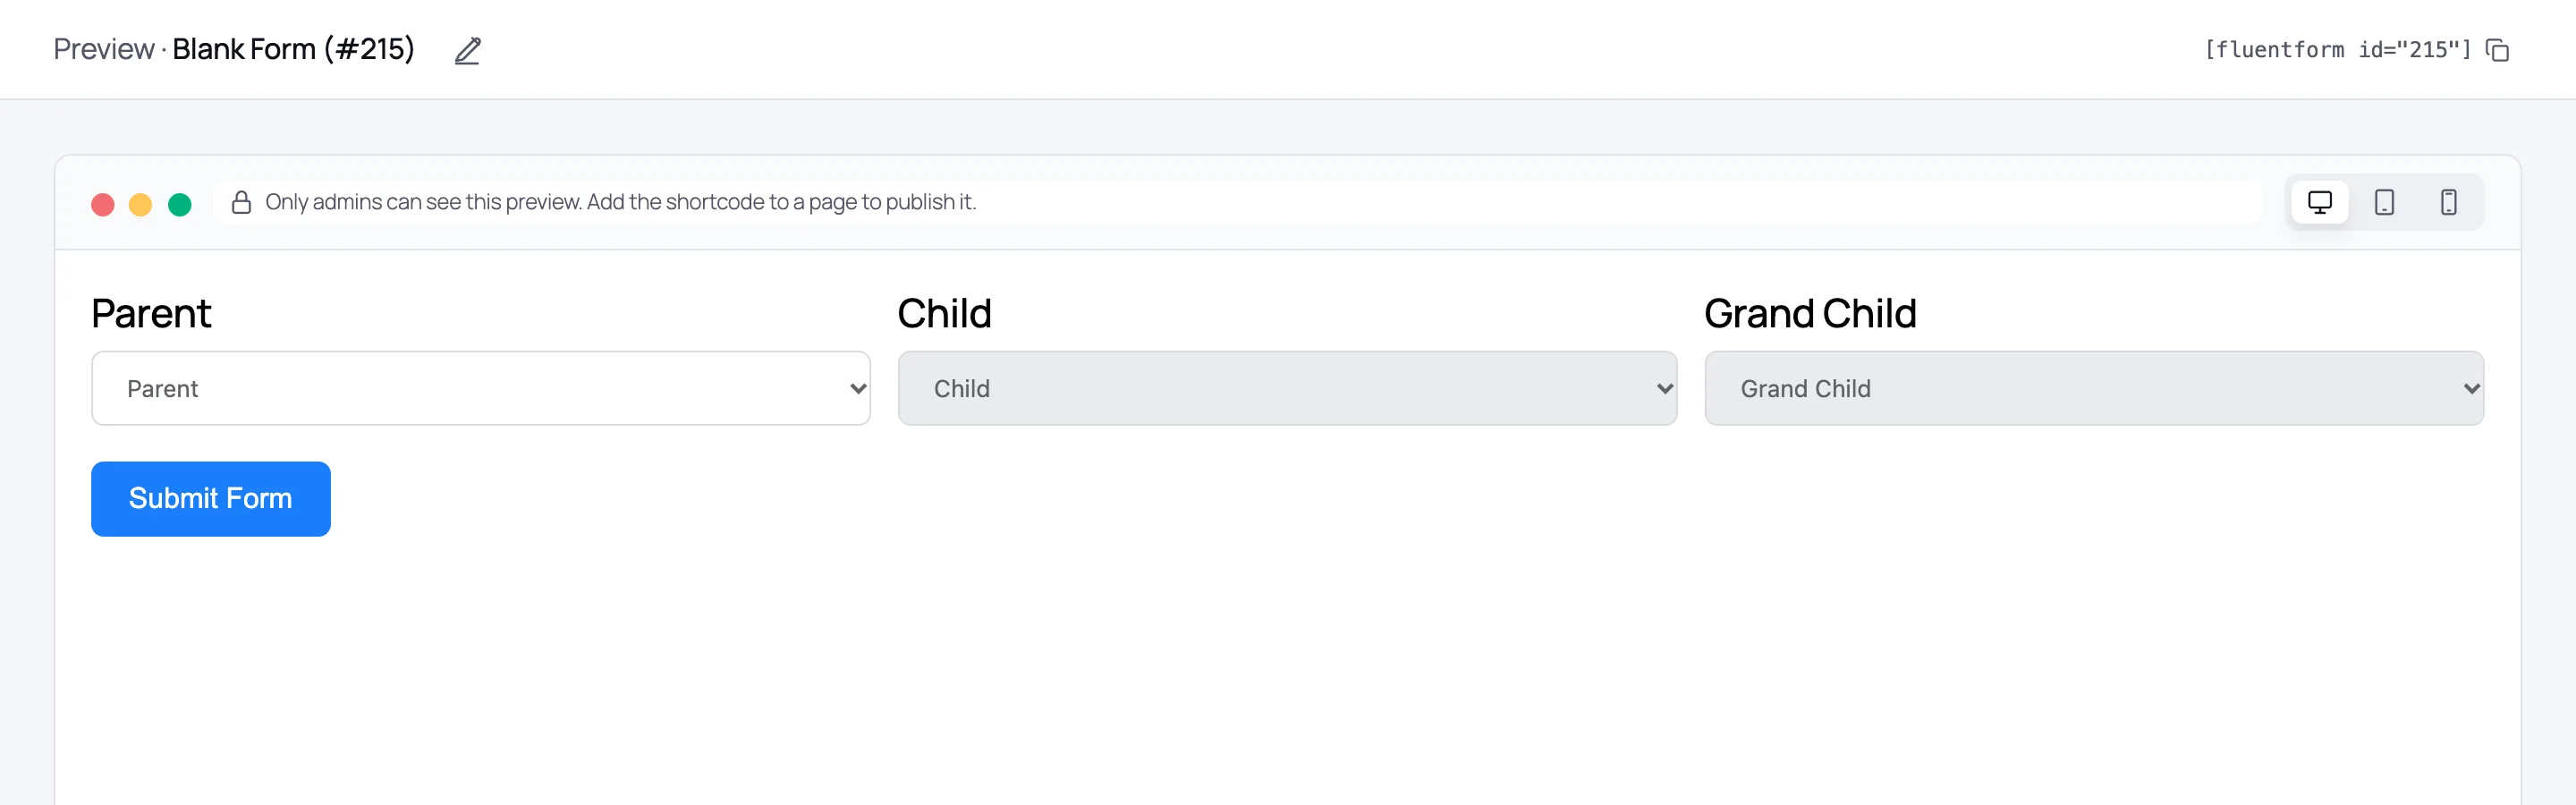 Preview · Blank Form (#215)
[fluentform id="215"]
Only admins can see this preview. Add the shortcode to a page to publish it.
Parent
Child
Grand Child
Parent
Child
Grand Child
Submit Form